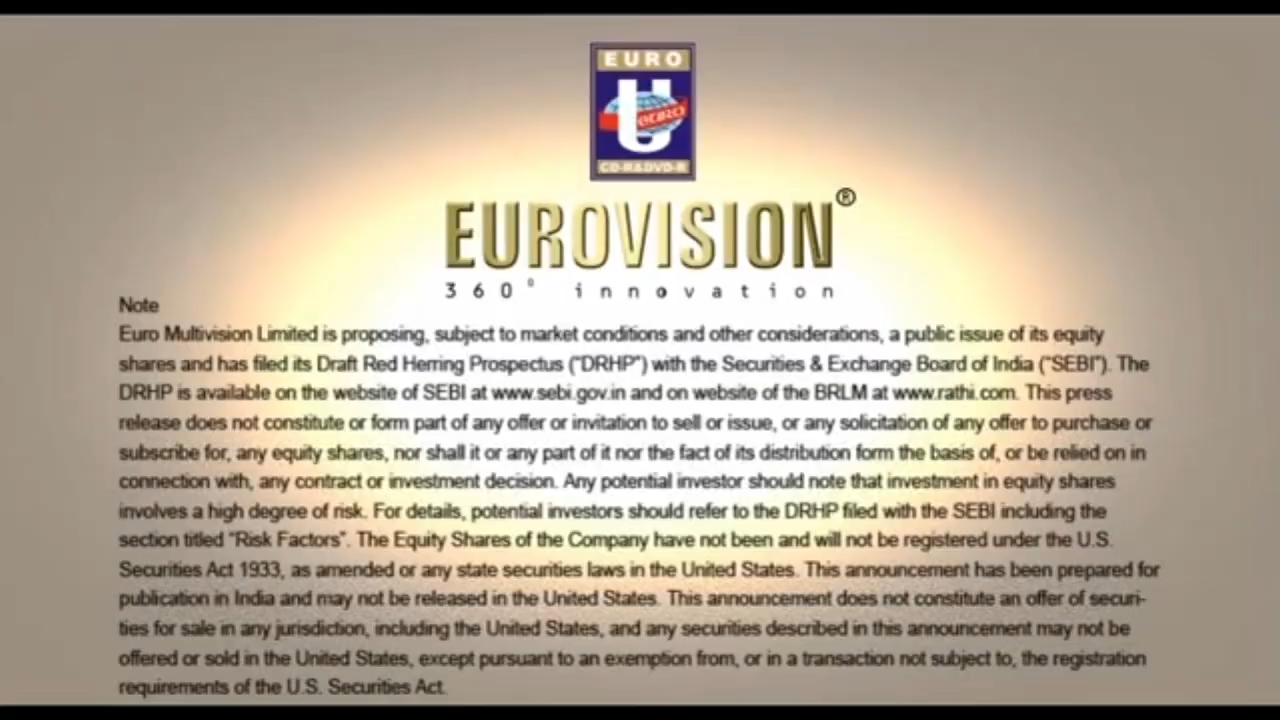 EURO
U
euro
CD-R&DVD-R
EUROVISION®
360° innovation
Note
Euro Multivision Limited is proposing, subject to market conditions and other considerations, a public issue of its equity
shares and has filed its Draft Red Herring Prospectus ("DRHP") with the Securities & Exchange Board of India ("SEBI"). The
DRHP is available on the website of SEBI at www.sebi.gov.in and on website of the BRLM at www.rathi.com. This press
release does not constitute or form part of any offer or invitation to sell or issue, or any solicitation of any offer to purchase or
subscribe for, any equity shares, nor shall it or any part of it nor the fact of its distribution form the basis of, or be relied on in
connection with, any contract or investment decision. Any potential investor should note that investment in equity shares
involves a high degree of risk. For details, potential investors should refer to the DRHP filed with the SEBI including the
section titled "Risk Factors". The Equity Shares of the Company have not been and will not be registered under the U.S.
Securities Act 1933, as amended or any state securities laws in the United States. This announcement has been prepared for
publication in India and may not be released in the United States. This announcement does not constitute an offer of securi-
ties for sale in any jurisdiction, including the United States, and any securities described in this announcement may not be
offered or sold in the United States, except pursuant to an exemption from, or in a transaction not subject to, the registration
requirements of the U.S. Securities Act.